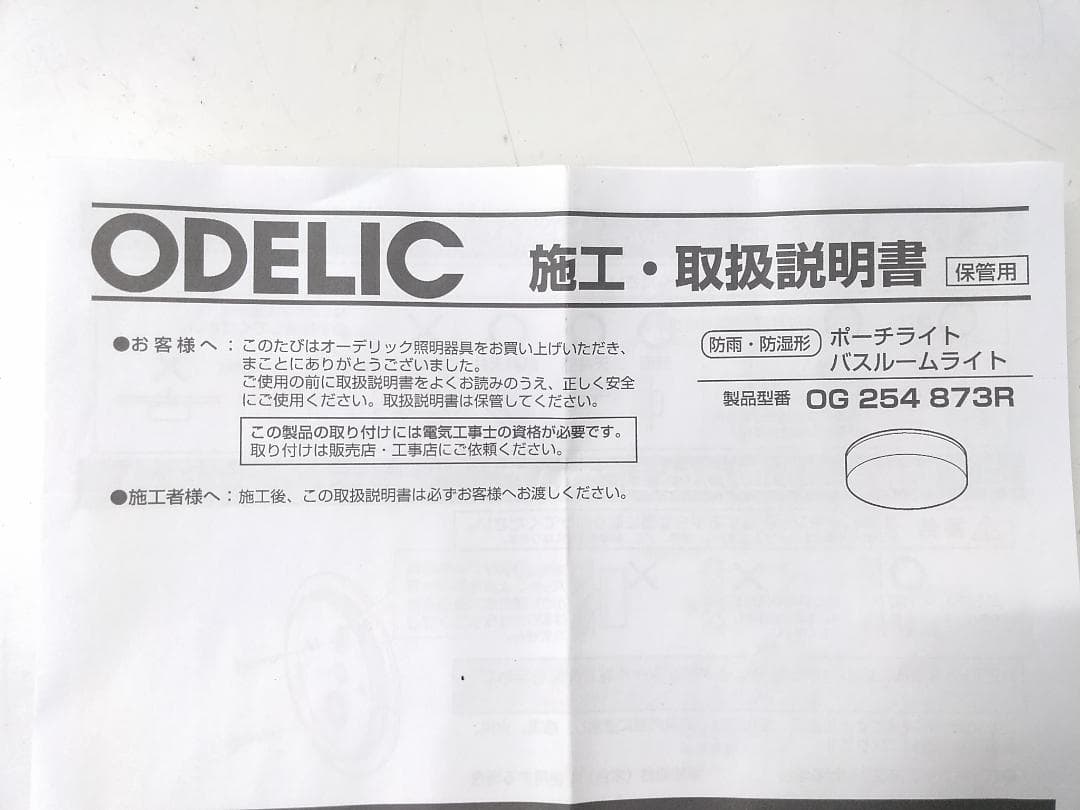 ODELIC 施工・取扱説明書 保管用
●お客様へ：このたびはオーデリック照明器具をお買い上げいただき、
まことにありがとうございました。
ご使用の前に取扱説明書をよくお読みのうえ、正しく安全
にご使用ください。取扱説明書は保管してください。
この製品の取り付けには電気工事士の資格が必要です。
取り付けは販売店・工事店にご依頼ください。
●施工者様へ：施工後、この取扱説明書は必ずお客様へお渡しください。
防雨・防湿形 ポーチライト
バスルームライト
製品型番 OG 254 873R